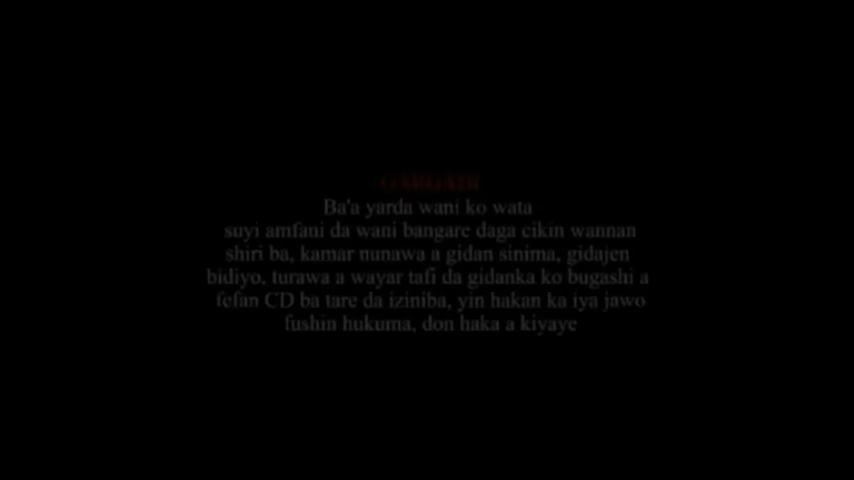 GARGADI
Ba'a yarda wani ko wata
suyi amfani da wani bangare daga cikin wannan
shiri ba, kamar nunawa a gidan sinima, gidajen
bidiyo, turawa a wayar tafi da gidanka ko bugashi a
fefan CD ba tare da iziniba, yin hakan ka iya jawo
fushin hukuma, don haka a kiyaye